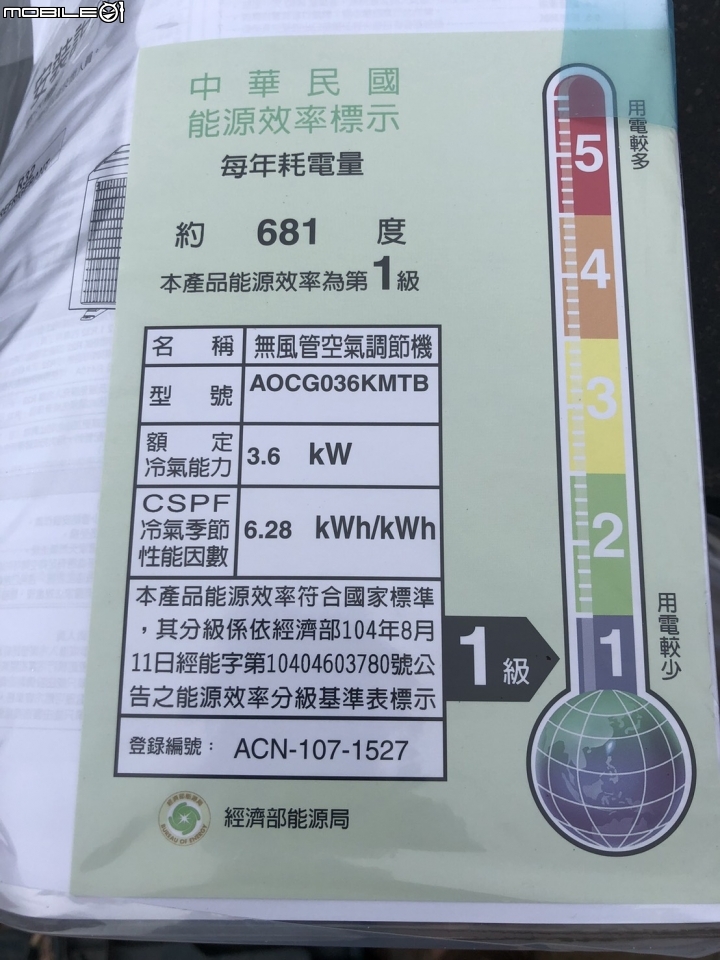 MOBILE01
中華民國
能源效率標示
每年耗電量
約 681 度
本產品能源效率為第1級
名稱 無風管空氣調節機
型號 AOCG036KMTB
額定
冷氣能力 3.6 kW
CSPF
冷氣季節
性能因數 6.28 kWh/kWh
本產品能源效率符合國家標準
，其分級係依經濟部104年8月
11日經能字第10404603780號公
告之能源效率分級基準表標示
登錄編號： ACN-107-1527
經濟部能源局
BUREAU OF ENERGY
用電較多
5
4
3
2
1
用電較少
1級
R32